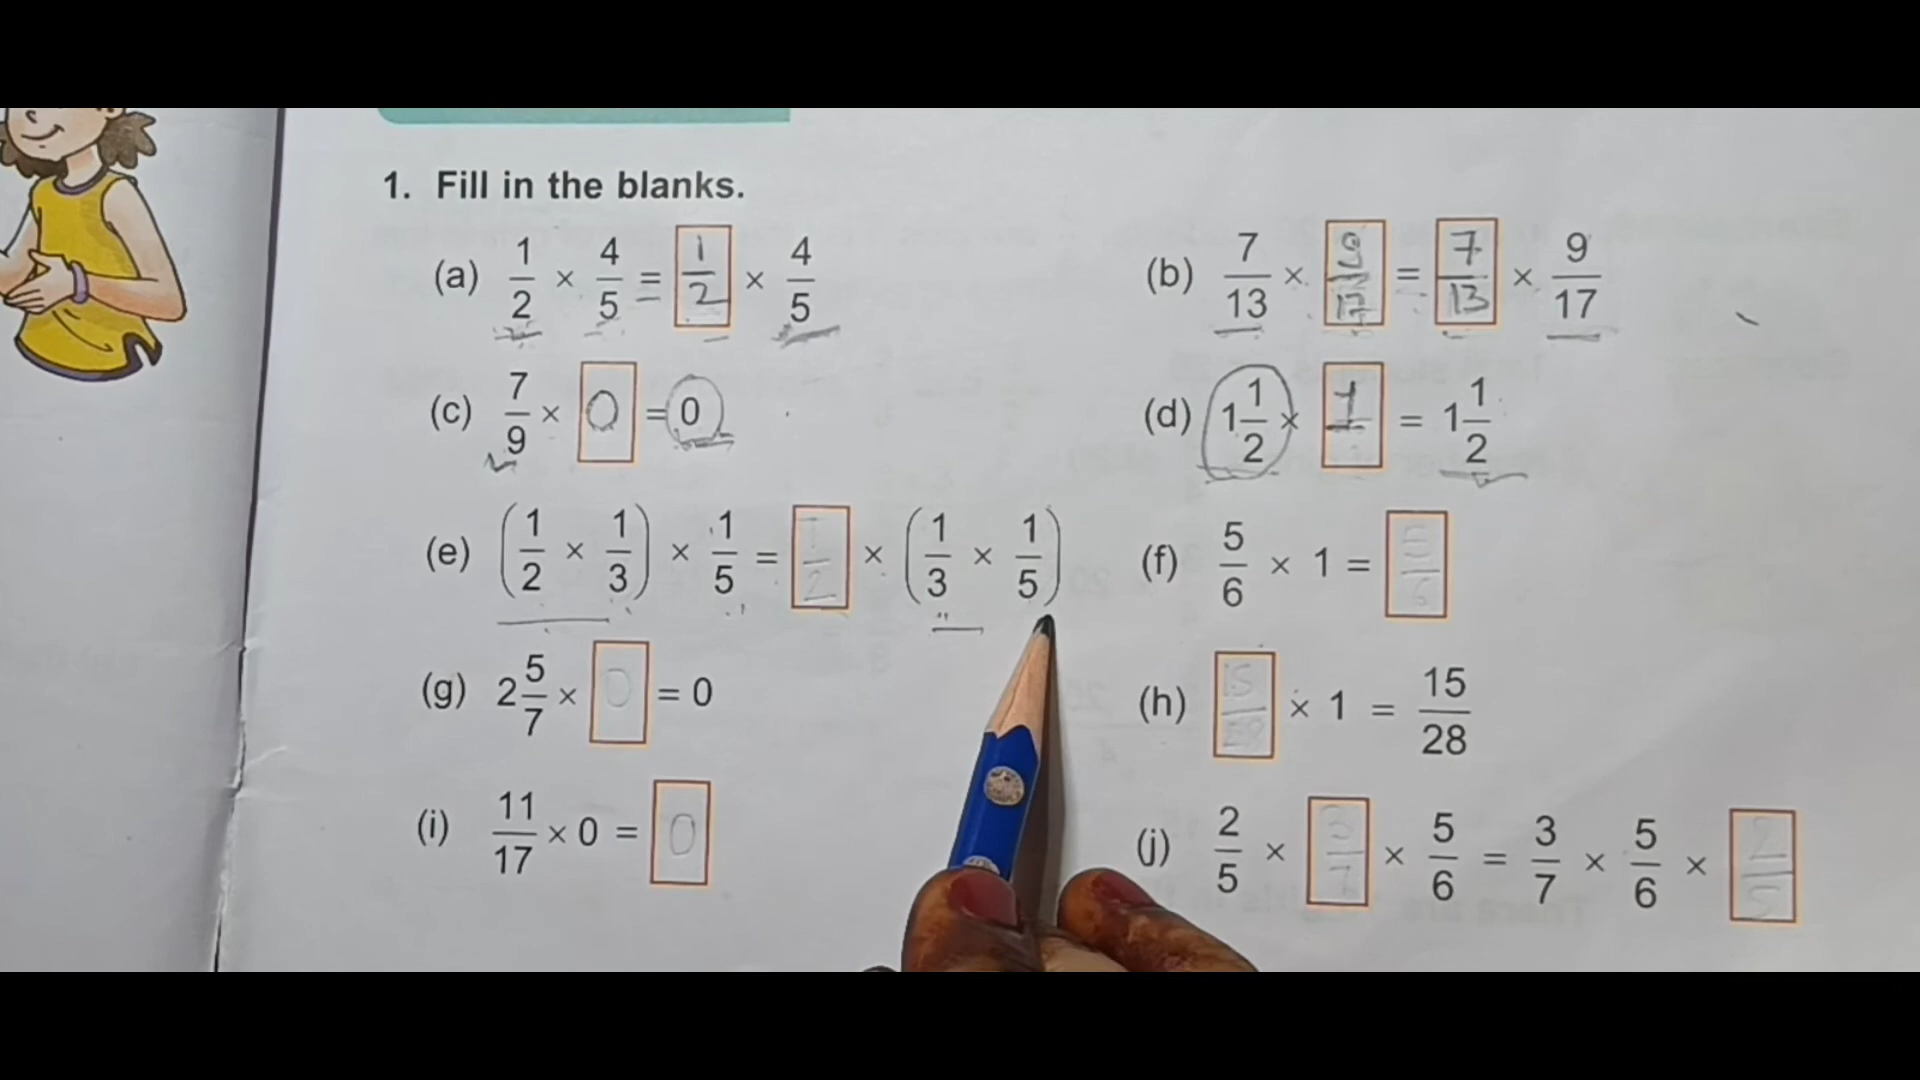 1. Fill in the blanks.
(a) 1/2 × 4/5 = 1/2 × 4/5
(b) 7/13 × 9/17 = 7/13 × 9/17
(c) 7/9 × 0 = 0
(d) 1 1/2 × 1 = 1 1/2
(e) (1/2 × 1/3) × 1/5 = 1/2 × (1/3 × 1/5)
(f) 5/6 × 1 = 5/6
(g) 2 5/7 × 0 = 0
(h) 15/28 × 1 = 15/28
(i) 11/17 × 0 = 0
(j) 2/5 × 3/7 × 5/6 = 3/7 × 5/6 × 2/5